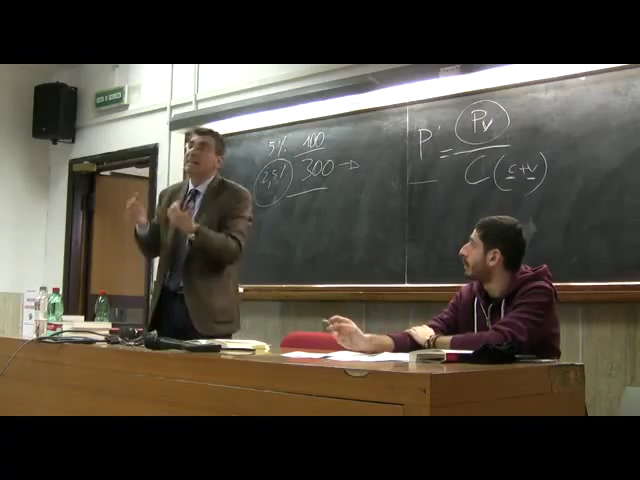 5% 100
2,5% 300 →
P' = Pv
C (c+v)